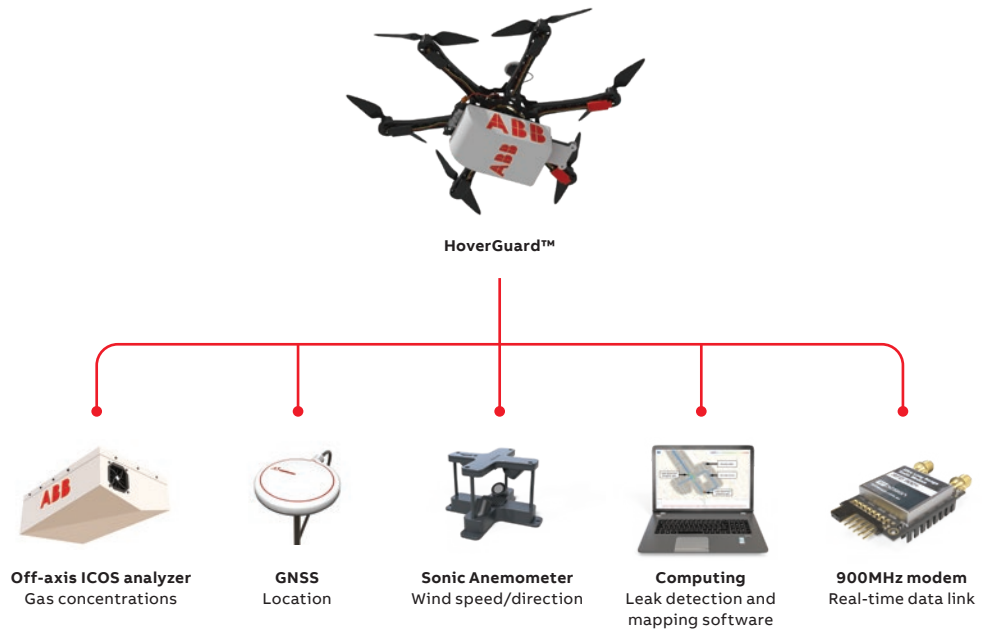 ABB
ABB
HoverGuard™
ABB
Off-axis ICOS analyzer
Gas concentrations
GNSS
Location
Sonic Anemometer
Wind speed/direction
Computing
Leak detection and
mapping software
900MHz modem
Real-time data link